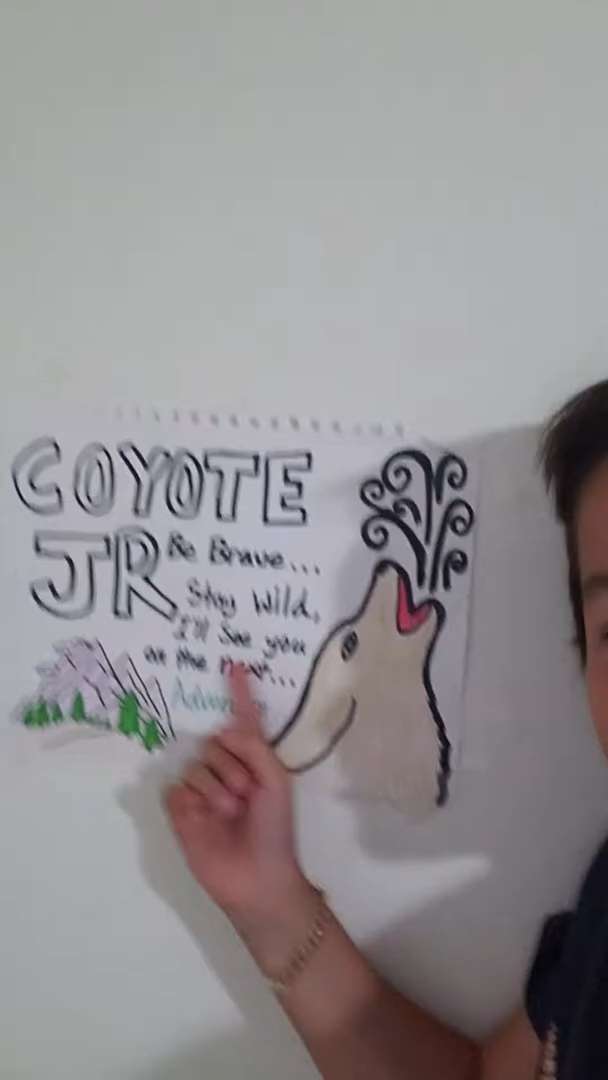 COYOTE
JR
Be Brave...
Stay Wild,
I'll See you
on the next...